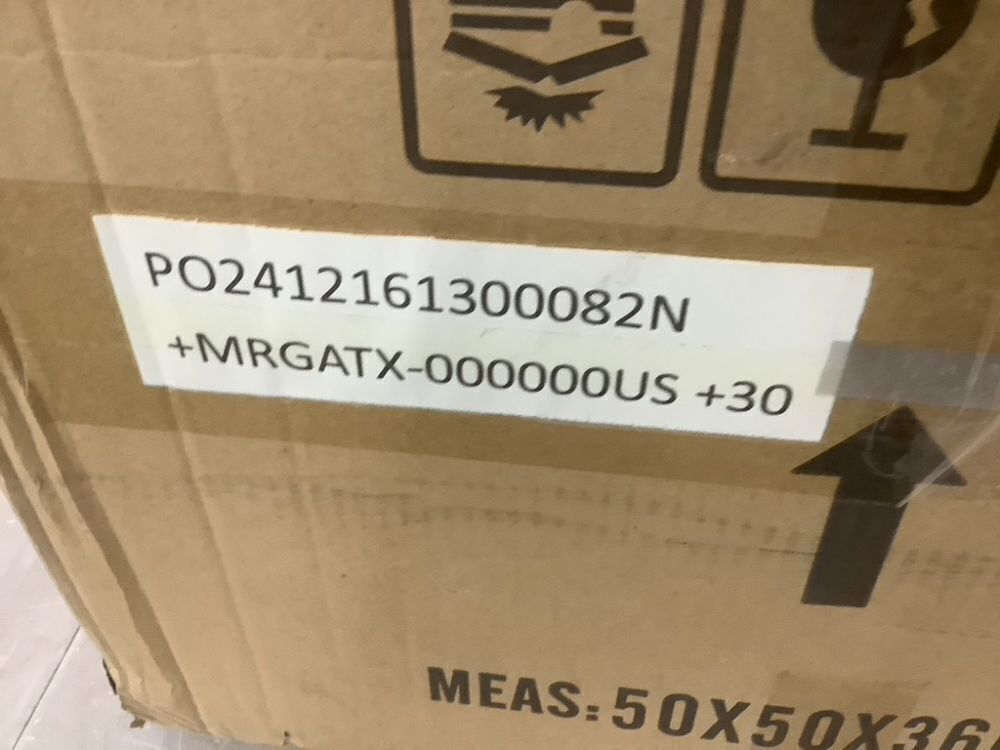 PO2412161300082N
+MRGATX-000000US +30
MEAS:50X50X36